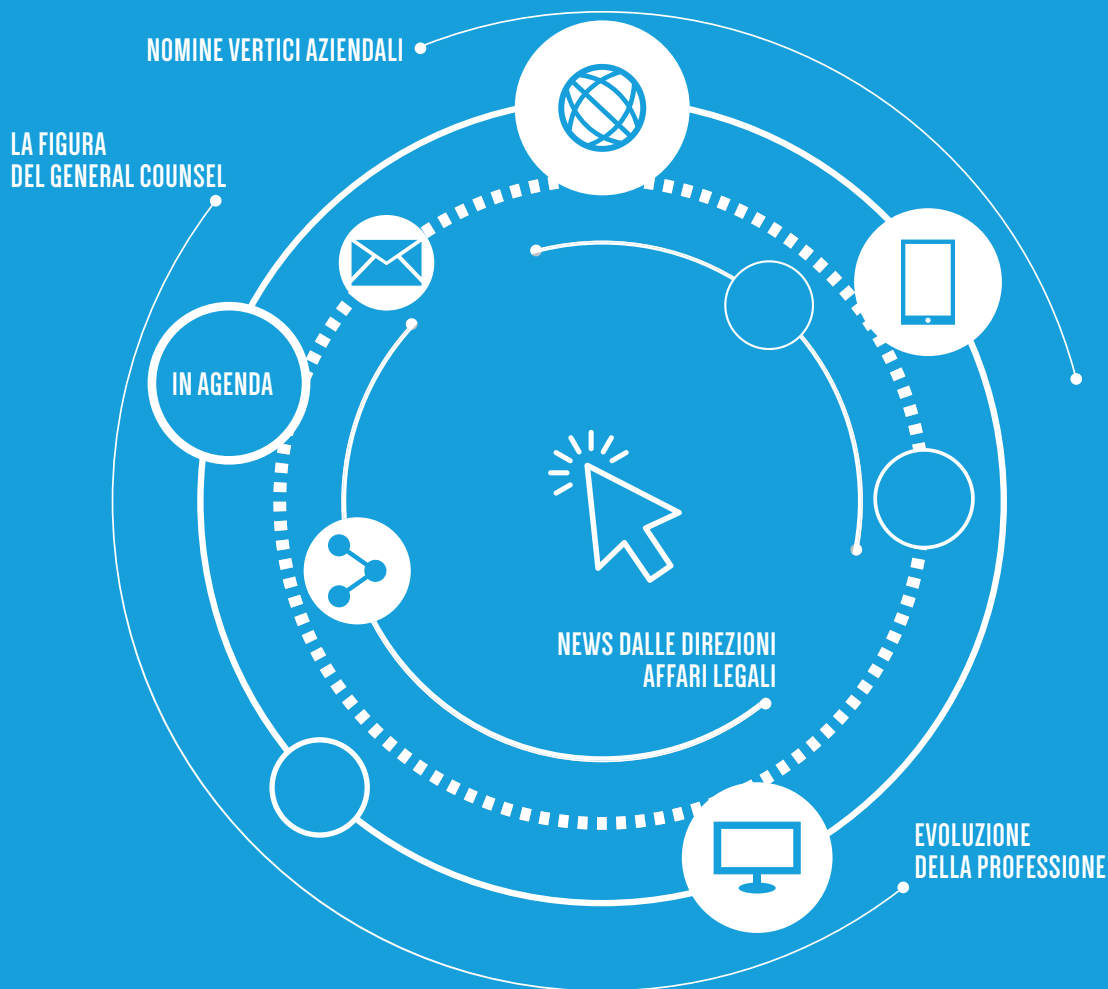 NOMINE VERTICI AZIENDALI
LA FIGURA
DEL GENERAL COUNSEL
IN AGENDA
NEWS DALLE DIREZIONI
AFFARI LEGALI
EVOLUZIONE
DELLA PROFESSIONE